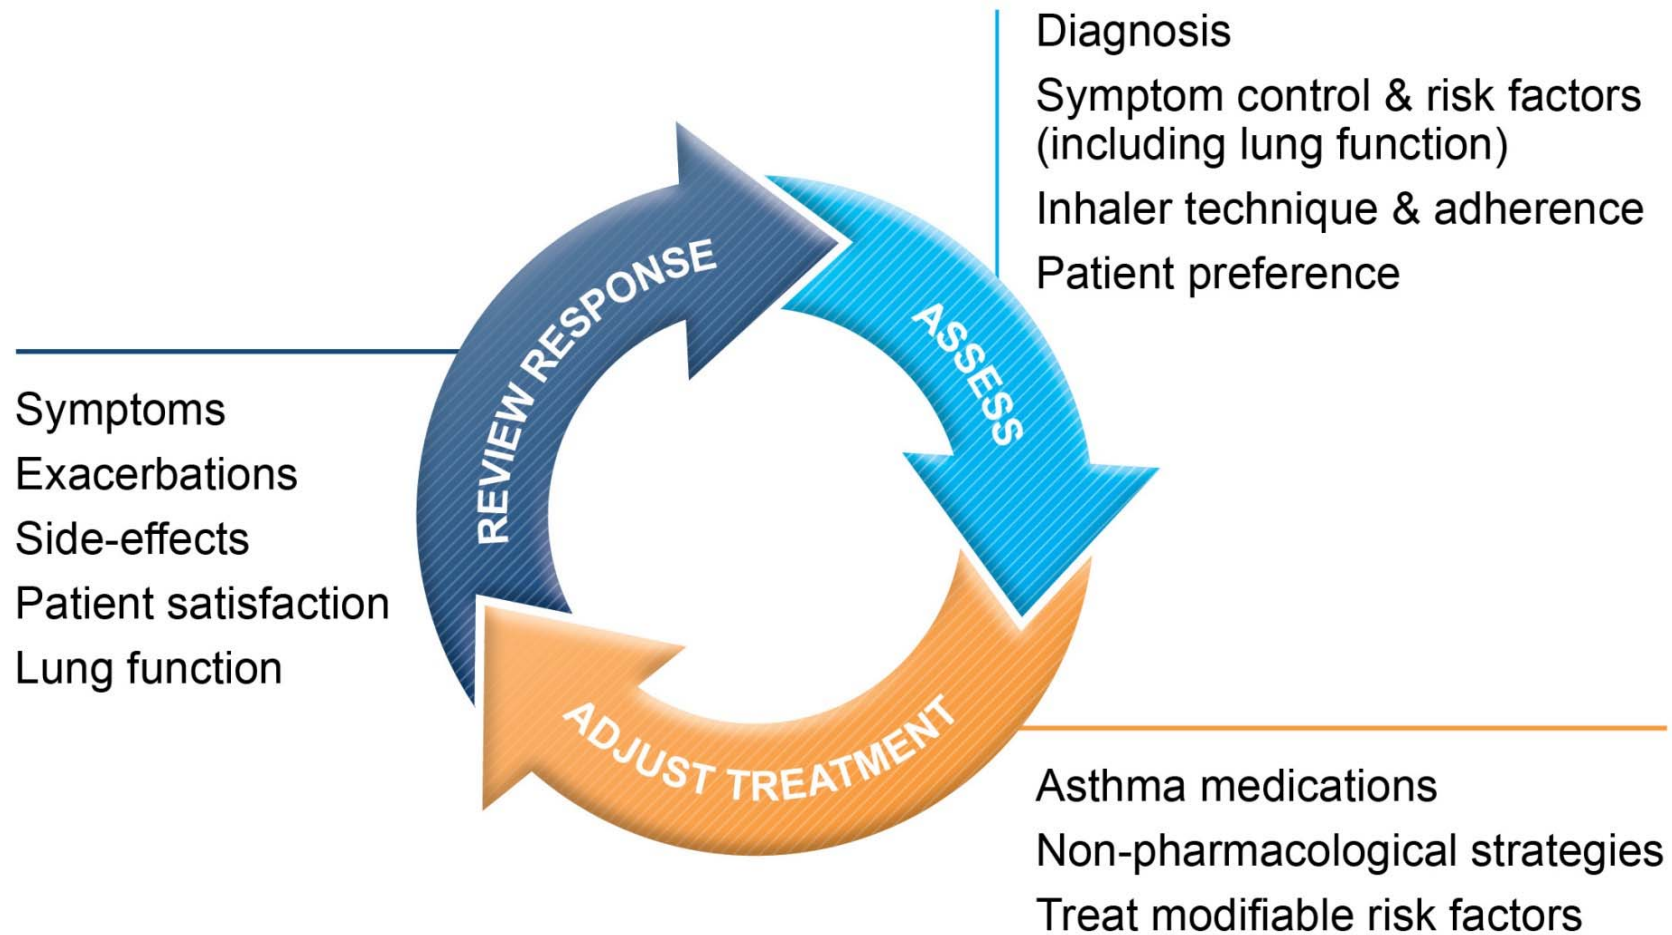 Diagnosis
Symptom control & risk factors
(including lung function)
Inhaler technique & adherence
Patient preference
REVIEW RESPONSE
ASSESS
ADJUST TREATMENT
Symptoms
Exacerbations
Side-effects
Patient satisfaction
Lung function
Asthma medications
Non-pharmacological strategies
Treat modifiable risk factors